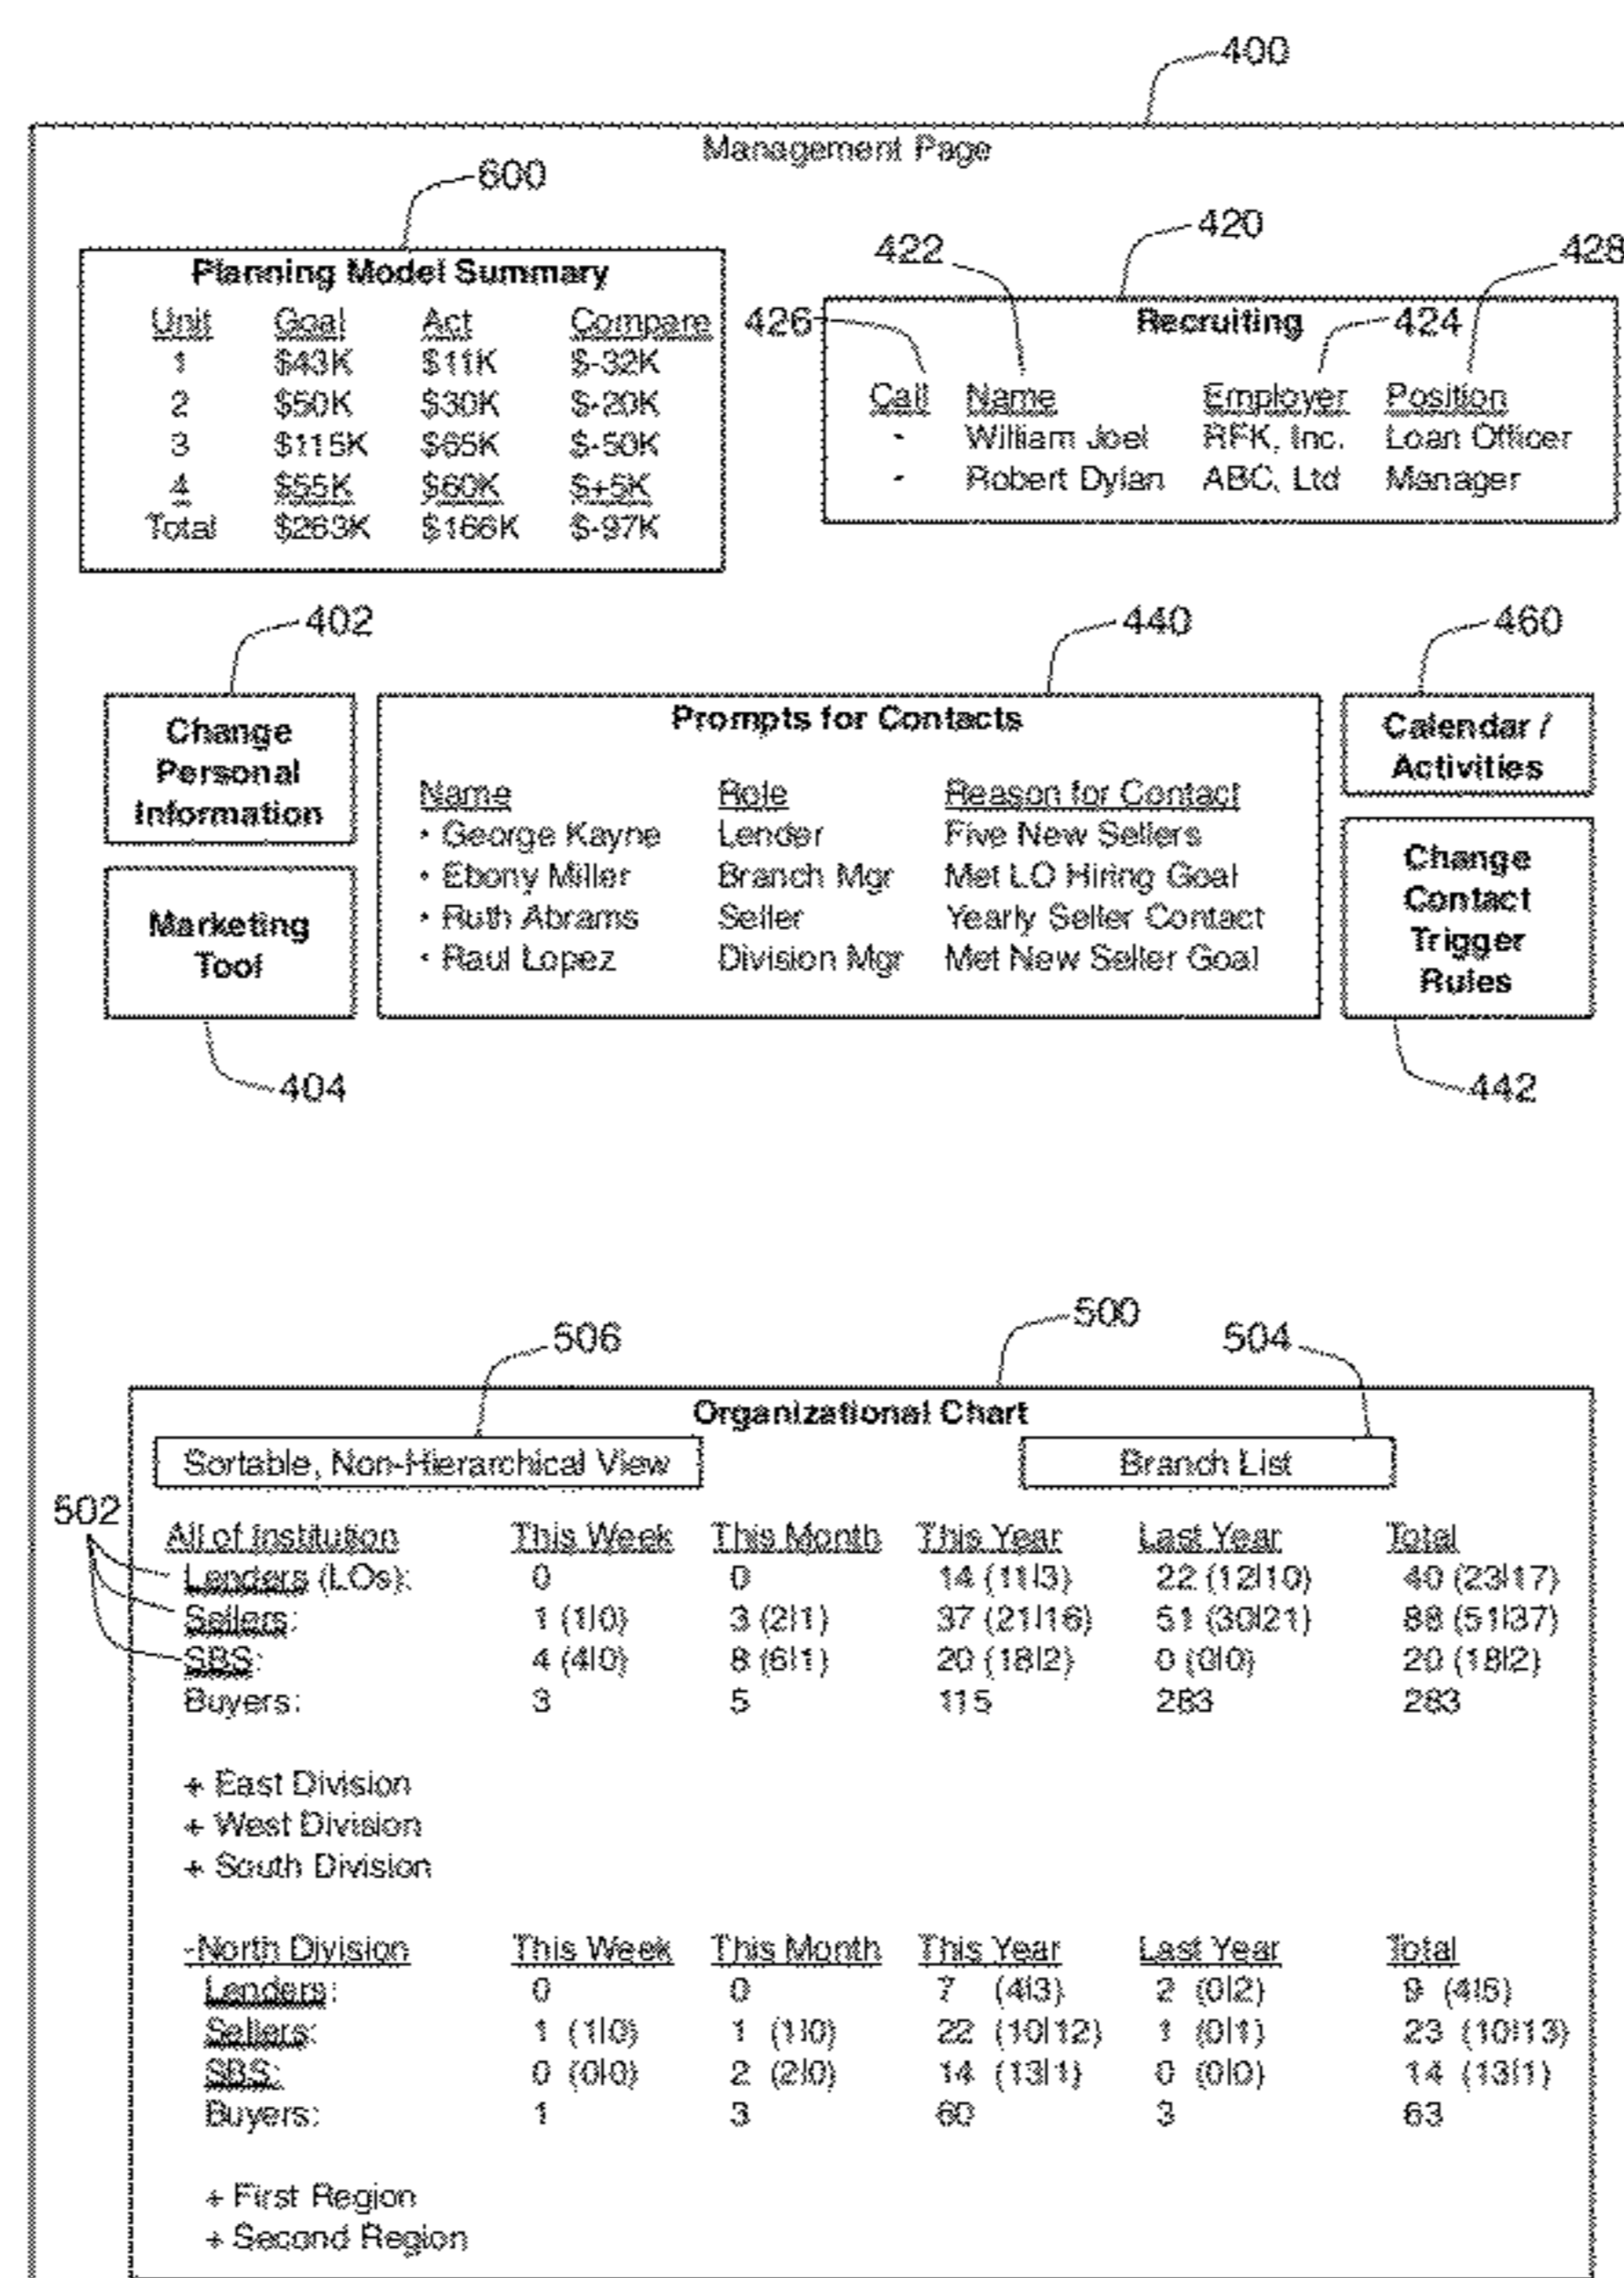 400
Management Page
600
Planning Model Summary
Unit Goal Act Compare
1 $43K $11K $-32K
2 $50K $30K $-20K
3 $115K $65K $-50K
4 $55K $60K $+5K
Total $263K $166K $-97K
420
422
428
426
Recruiting
424
Call Name Employer Position
- William Joel RFK, Inc. Loan Officer
- Robert Dylan ABC, Ltd Manager
402
440
460
Change
Personal
Information
Prompts for Contacts
Name Role Reason for Contact
• George Kayne Lender Five New Sellers
• Ebony Miller Branch Mgr Met LO Hiring Goal
• Ruth Abrams Seller Yearly Seller Contact
• Raul Lopez Division Mgr Met New Seller Goal
Calendar /
Activities
Marketing
Tool
Change
Contact
Trigger
Rules
404
442
506
500
504
Organizational Chart
Sortable, Non-Hierarchical View
Branch List
502
All of Institution This Week This Month This Year Last Year Total
Lenders (LOs): 0 0 14 (11|3) 22 (12|10) 40 (23|17)
Sellers: 1 (1|0) 3 (2|1) 37 (21|16) 51 (30|21) 88 (51|37)
SBS: 4 (4|0) 8 (6|1) 20 (18|2) 0 (0|0) 20 (18|2)
Buyers: 3 5 115 283 283
+ East Division
+ West Division
+ South Division
-North Division This Week This Month This Year Last Year Total
Lenders: 0 0 7 (4|3) 2 (0|2) 9 (4|5)
Sellers: 1 (1|0) 1 (1|0) 22 (10|12) 1 (0|1) 23 (10|13)
SBS: 0 (0|0) 2 (2|0) 14 (13|1) 0 (0|0) 14 (13|1)
Buyers: 1 3 60 3 63
+ First Region
+ Second Region